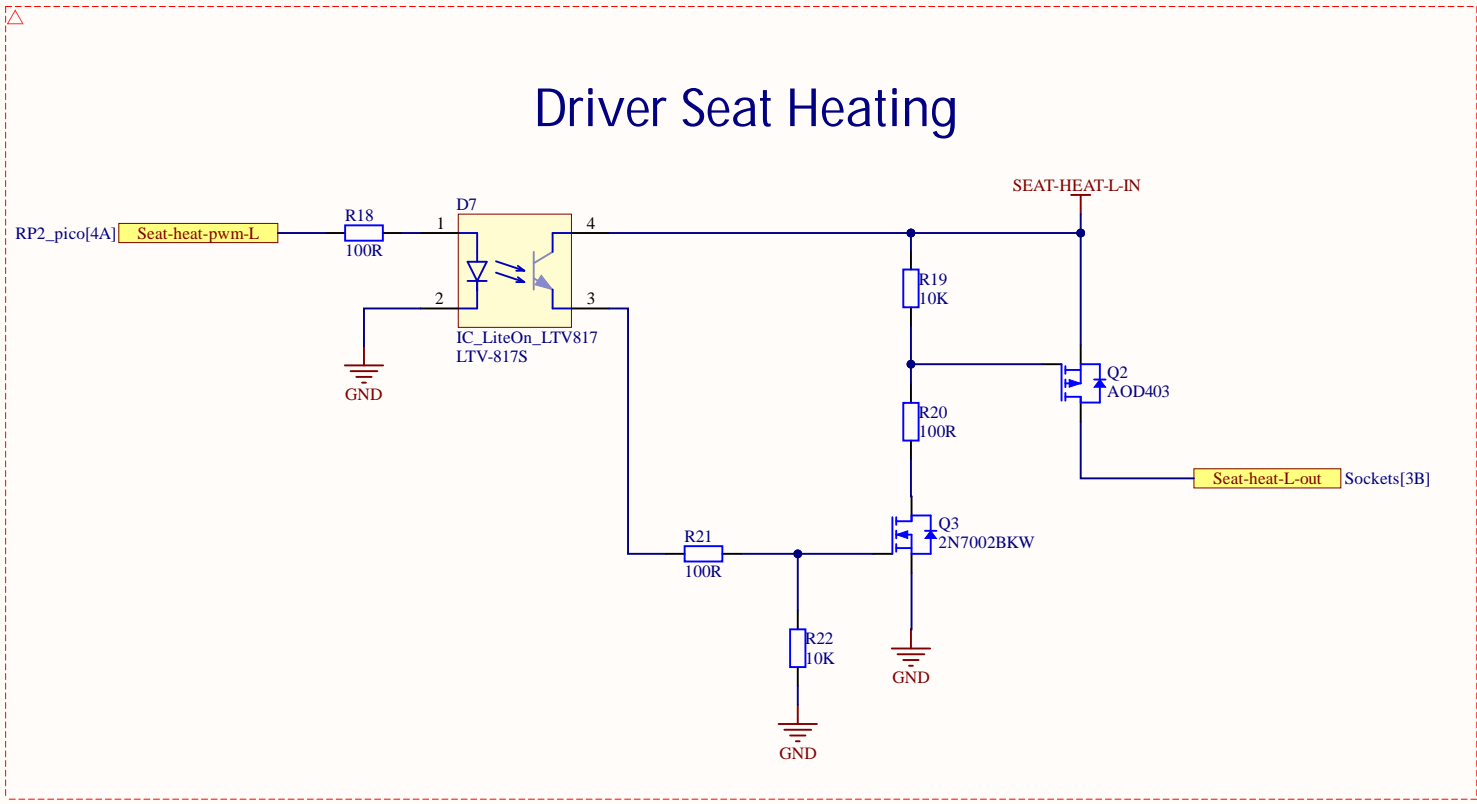 Driver Seat Heating
SEAT-HEAT-L-IN
D7
R18
1
4
RP2_pico[4A]
Seat-heat-pwm-L
100R
R19
10K
2
3
IC_LiteOn_LTV817
LTV-817S
GND
Q2
AOD403
R20
100R
Seat-heat-L-out
Sockets[3B]
Q3
2N7002BKW
R21
100R
R22
10K
GND
GND